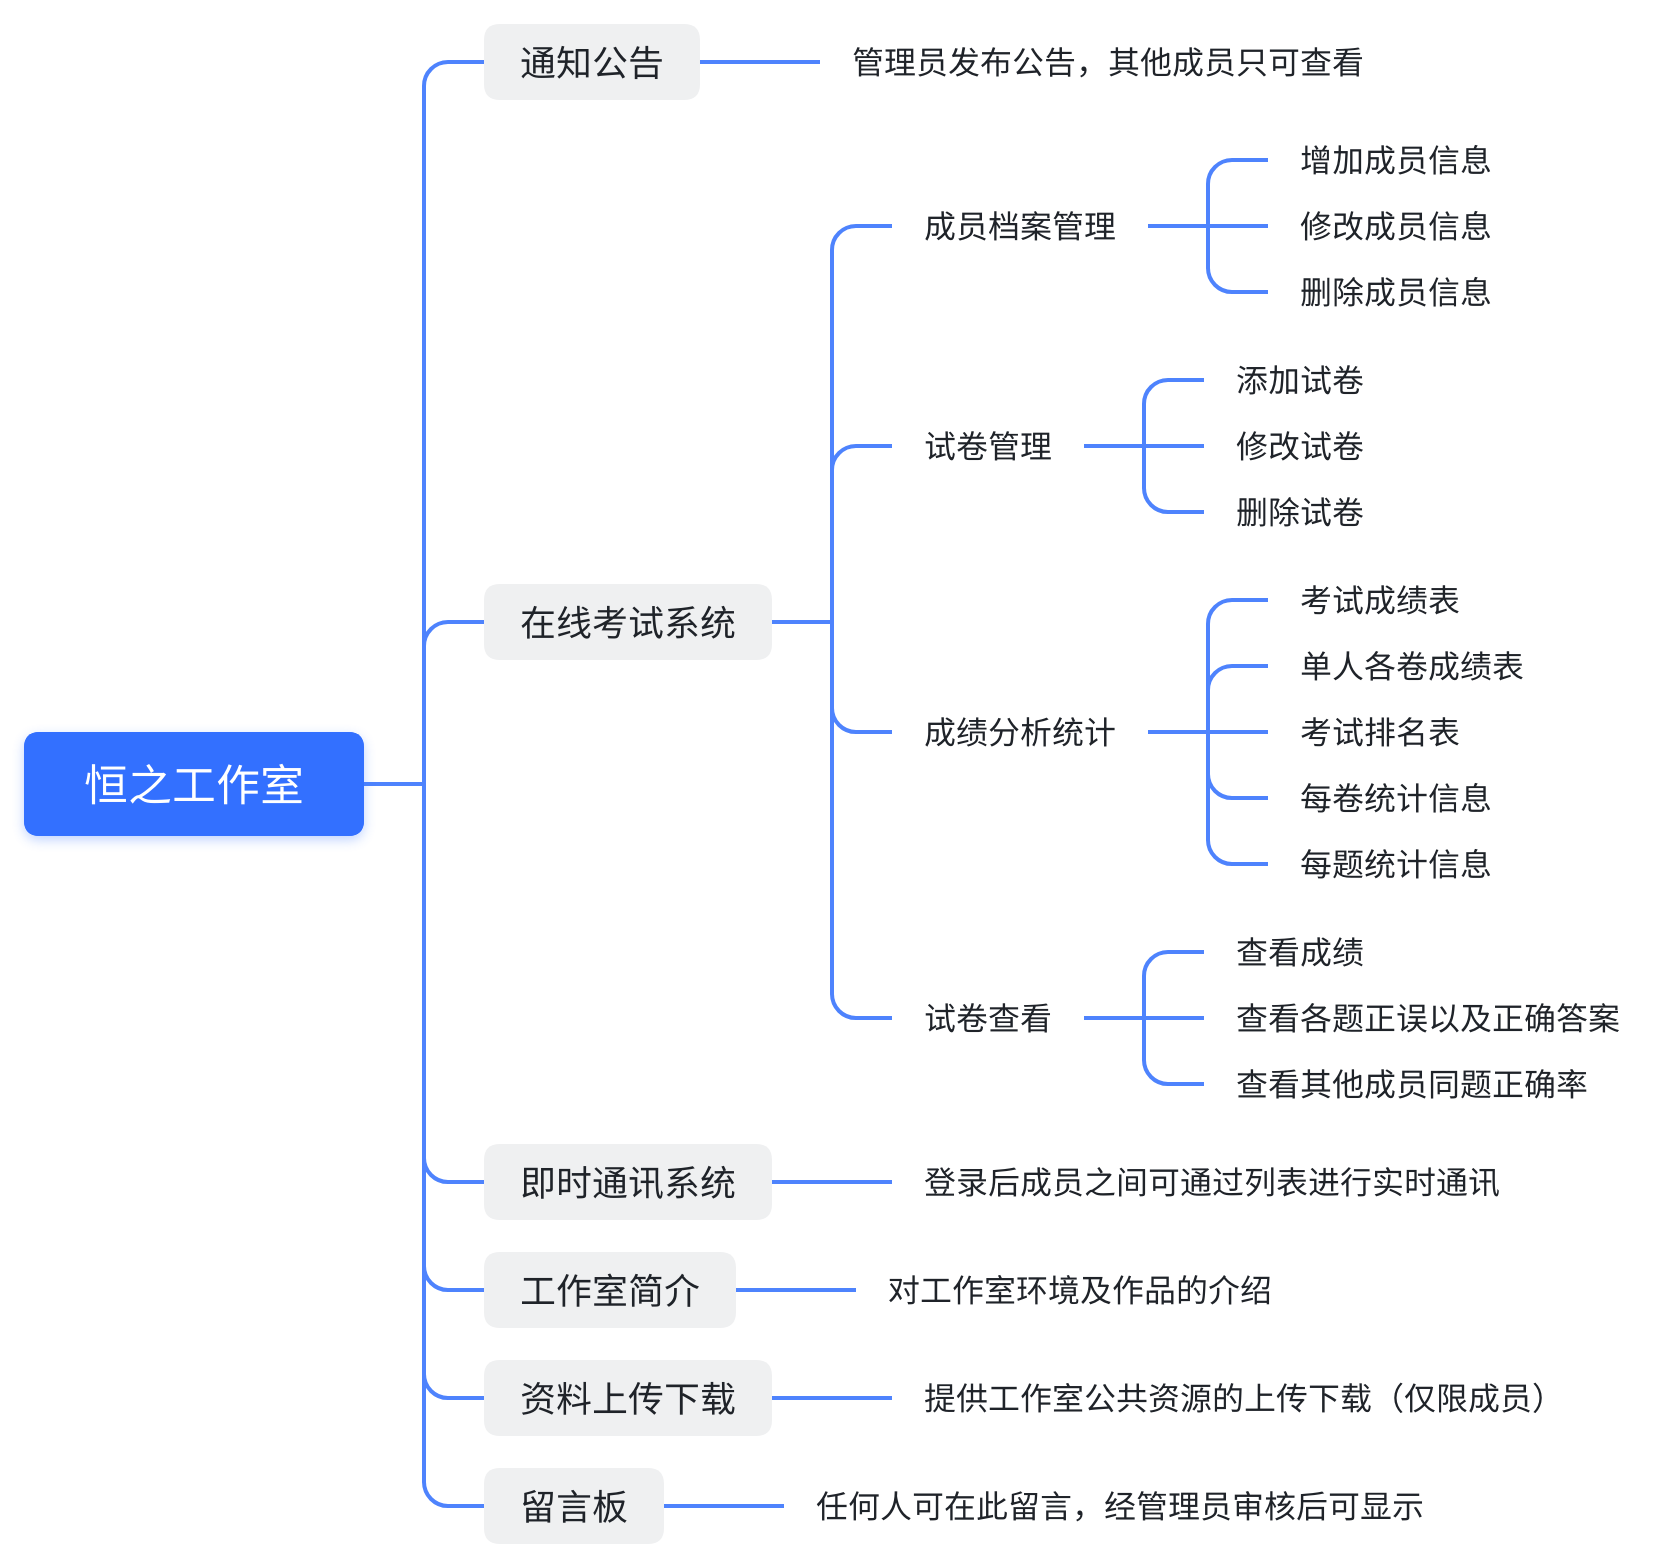 恒之工作室
通知公告
管理员发布公告，其他成员只可查看
在线考试系统
成员档案管理
增加成员信息
修改成员信息
删除成员信息
试卷管理
添加试卷
修改试卷
删除试卷
成绩分析统计
考试成绩表
单人各卷成绩表
考试排名表
每卷统计信息
每题统计信息
试卷查看
查看成绩
查看各题正误以及正确答案
查看其他成员同题正确率
即时通讯系统
登录后成员之间可通过列表进行实时通讯
工作室简介
对工作室环境及作品的介绍
资料上传下载
提供工作室公共资源的上传下载（仅限成员）
留言板
任何人可在此留言，经管理员审核后可显示